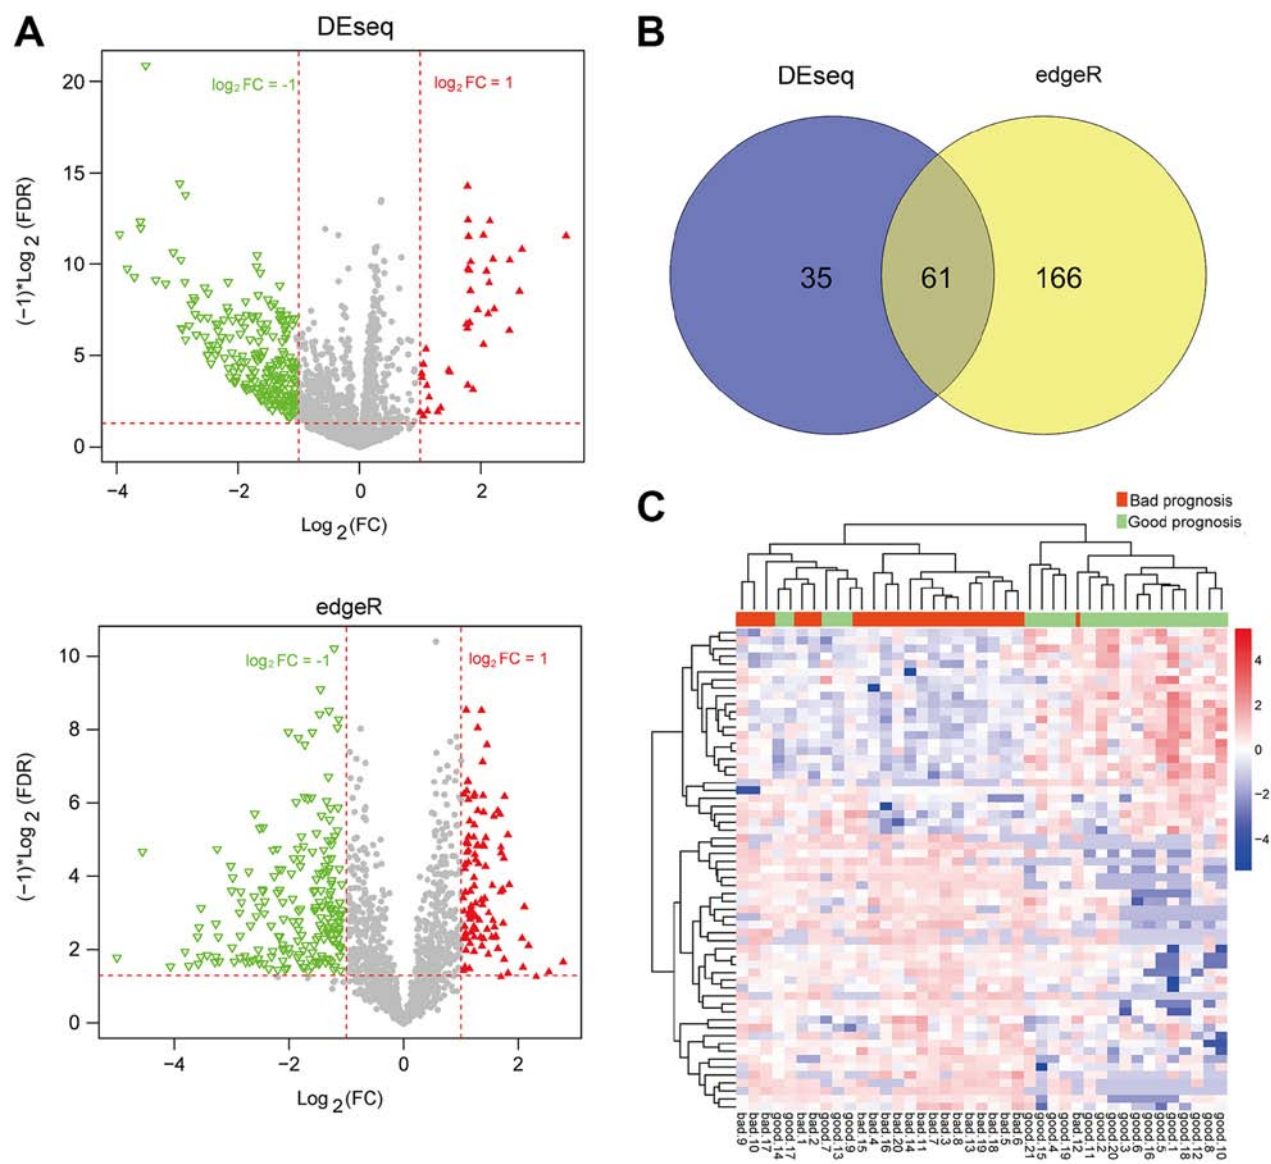 A
DEseq
log2 FC = -1
log2 FC = 1
20
15
10
5
0
(−1)*Log 2 (FDR)
−4
−2
0
2
Log 2 (FC)
edgeR
log2 FC = -1
log2 FC = 1
10
8
6
4
2
0
(−1)*Log 2 (FDR)
−4
−2
0
2
Log 2 (FC)
B
DEseq
edgeR
35
61
166
C
Bad prognosis
Good prognosis
4
2
0
−2
−4
bad.9
bad.10
bad.17
good.14
good.17
bad.1
bad.2
good.7
good.13
good.9
bad.15
bad.4
bad.16
bad.20
bad.14
bad.11
bad.7
bad.3
bad.8
bad.13
bad.19
bad.18
bad.5
bad.6
good.21
good.15
good.4
good.19
bad.12
good.11
good.2
good.20
good.3
good.6
good.16
good.5
good.1
good.18
good.12
good.8
good.10